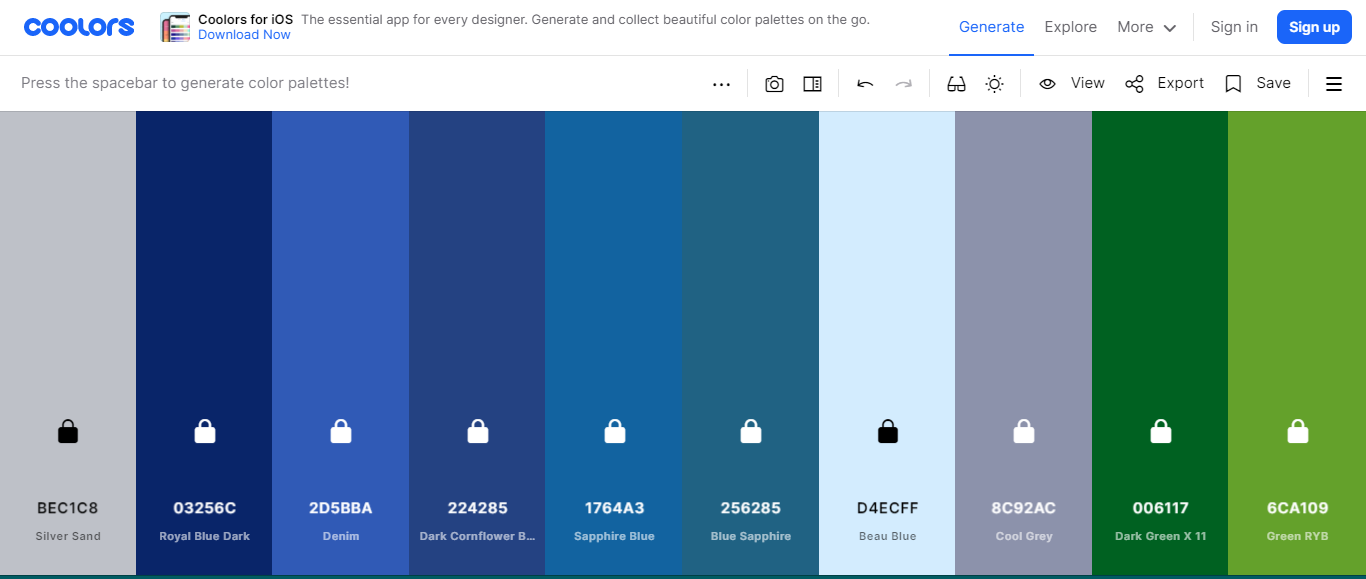 coolors
Coolors for iOS The essential app for every designer. Generate and collect beautiful color palettes on the go.
Download Now
Generate Explore More Sign in Sign up
Press the spacebar to generate color palettes!
View Export Save
BEC1C8 03256C 2D5BBA 224285 1764A3 256285 D4ECFF 8C92AC 006117 6CA109
Silver Sand Royal Blue Dark Denim Dark Cornflower B... Sapphire Blue Blue Sapphire Beau Blue Cool Grey Dark Green X 11 Green RYB